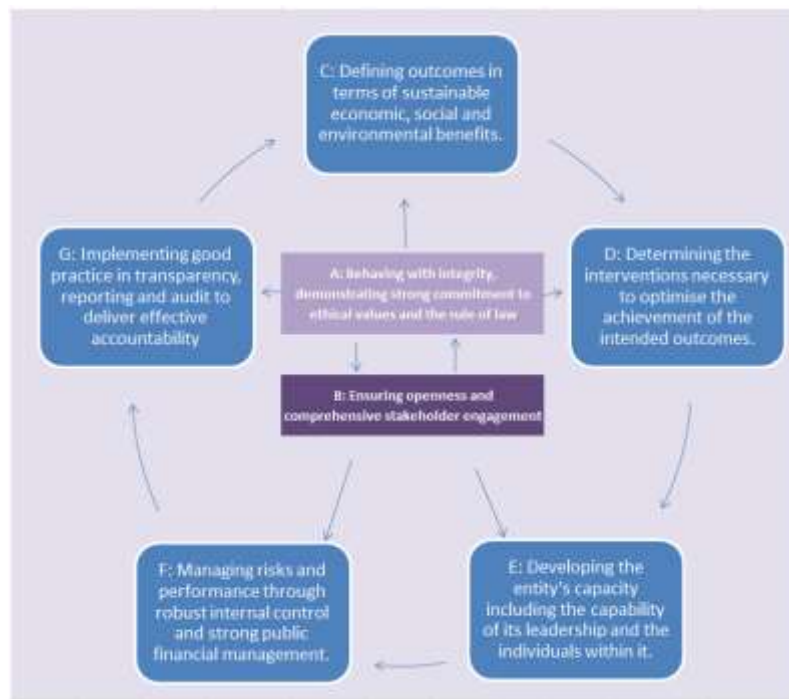 C: Defining outcomes in
terms of sustainable
economic, social and
environmental benefits.
G: Implementing good
practice in transparency,
reporting and audit to
deliver effective
accountability
A: Behaving with integrity,
demonstrating strong commitment to
ethical values and the rule of law
D: Determining the
interventions necessary
to optimise the
achievement of the
intended outcomes.
B: Ensuring openness and
comprehensive stakeholder engagement
F: Managing risks and
performance through
robust internal control
and strong public
financial management.
E: Developing the
entity's capacity
including the capability
of its leadership and the
individuals within it.